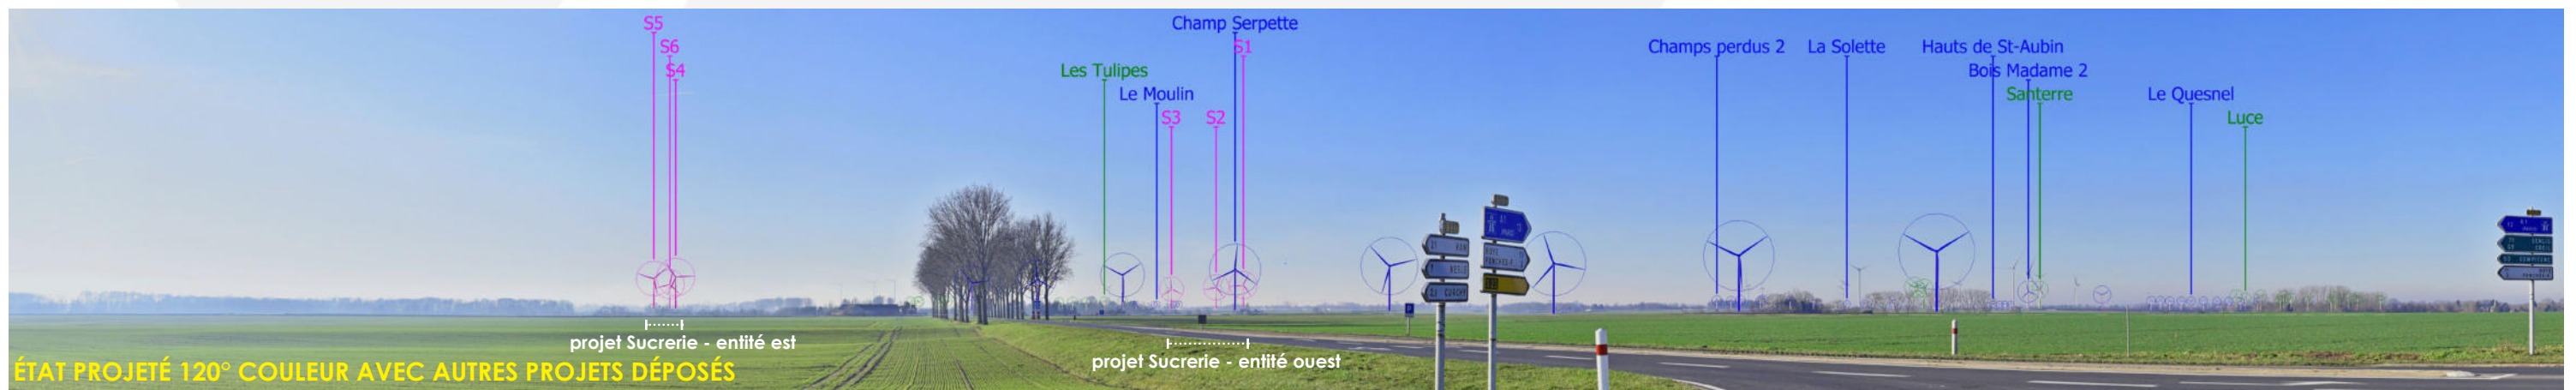 S5
S6
S4
Les Tulipes
Le Moulin
S3
S2
Champ Serpette
S1
Champs perdus 2
La Solette
Hauts de St-Aubin
Bois Madame 2
Santerre
Le Quesnel
Luce
projet Sucrerie - entité est
projet Sucrerie - entité ouest
ÉTAT PROJETÉ 120° COULEUR AVEC AUTRES PROJETS DÉPOSÉS